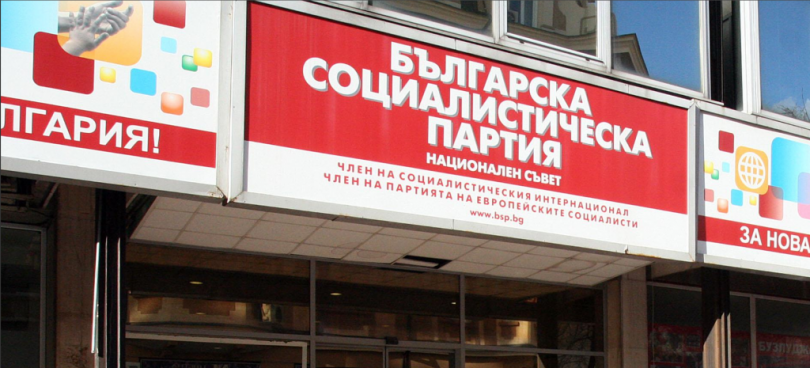 ЛГАРИЯ!
БЪЛГАРСКА
СОЦИАЛИСТИЧЕСКА
ПАРТИЯ
НАЦИОНАЛЕН СЪВЕТ
ЧЛЕН НА СОЦИАЛИСТИЧЕСКИЯ ИНТЕРНАЦИОНАЛ
ЧЛЕН НА ПАРТИЯТА НА ЕВРОПЕЙСКИТЕ СОЦИАЛИСТИ
www.bsp.bg
ЗА НОВА
БУЗЛУДЖ